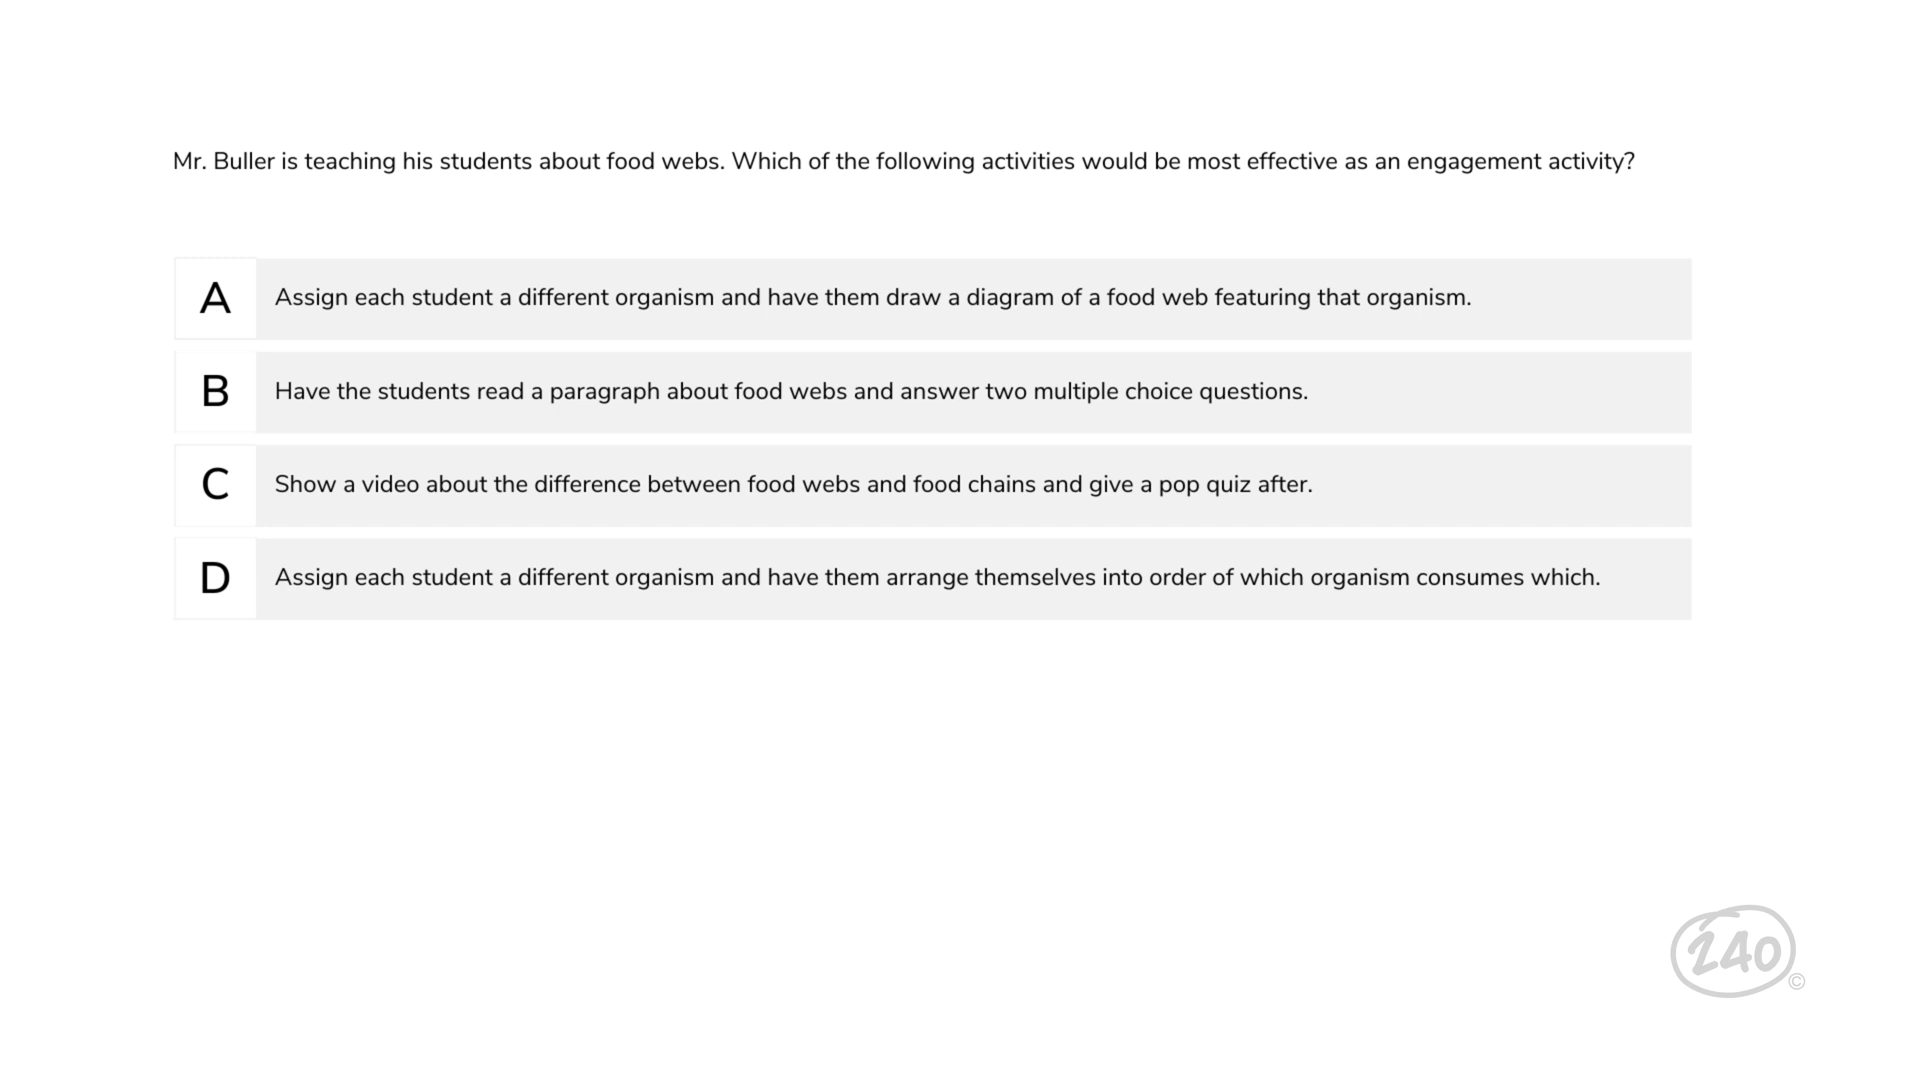 Mr. Buller is teaching his students about food webs. Which of the following activities would be most effective as an engagement activity?
A Assign each student a different organism and have them draw a diagram of a food web featuring that organism.
B Have the students read a paragraph about food webs and answer two multiple choice questions.
C Show a video about the difference between food webs and food chains and give a pop quiz after.
D Assign each student a different organism and have them arrange themselves into order of which organism consumes which.
240 ©